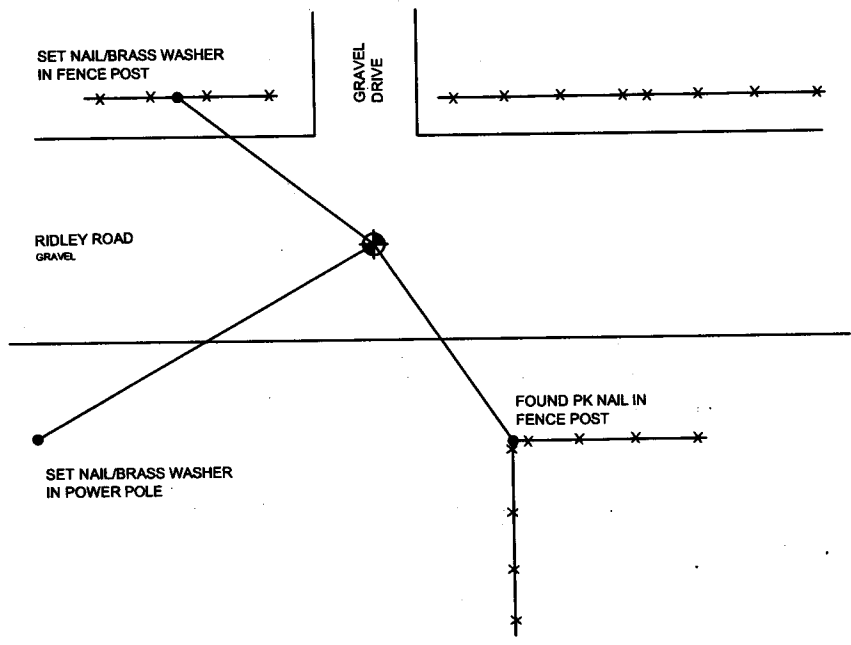 SET NAIL/BRASS WASHER
IN FENCE POST
GRAVEL
DRIVE
RIDLEY ROAD
GRAVEL
FOUND PK NAIL IN
FENCE POST
SET NAIL/BRASS WASHER
IN POWER POLE